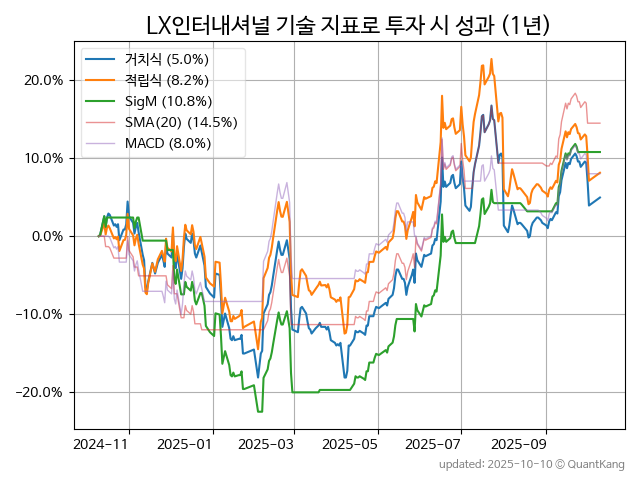 LX인터내셔널 기술 지표로 투자 시 성과 (1년)
거치식 (5.0%)
적립식 (8.2%)
SigM (10.8%)
SMA(20) (14.5%)
MACD (8.0%)
20.0%
10.0%
0.0%
-10.0%
-20.0%
2024-11 2025-01 2025-03 2025-05 2025-07 2025-09
updated: 2025-10-10 © QuantKang